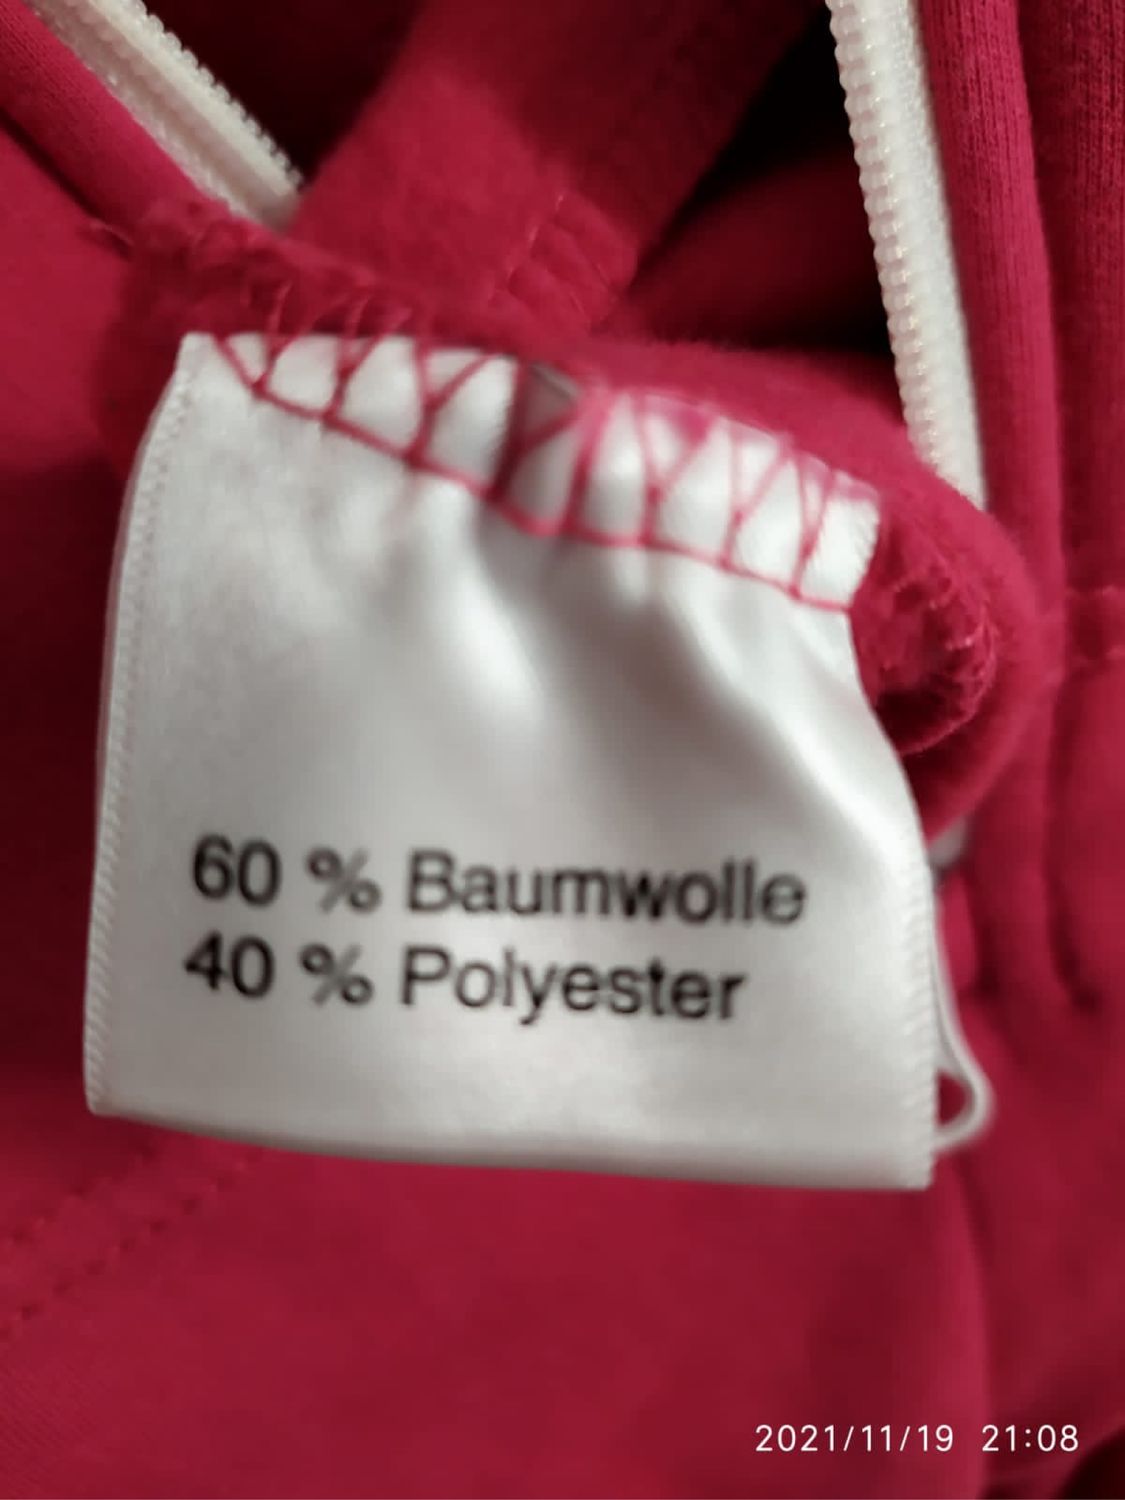 60 % Baumwolle
40 % Polyester
2021/11/19 21:08